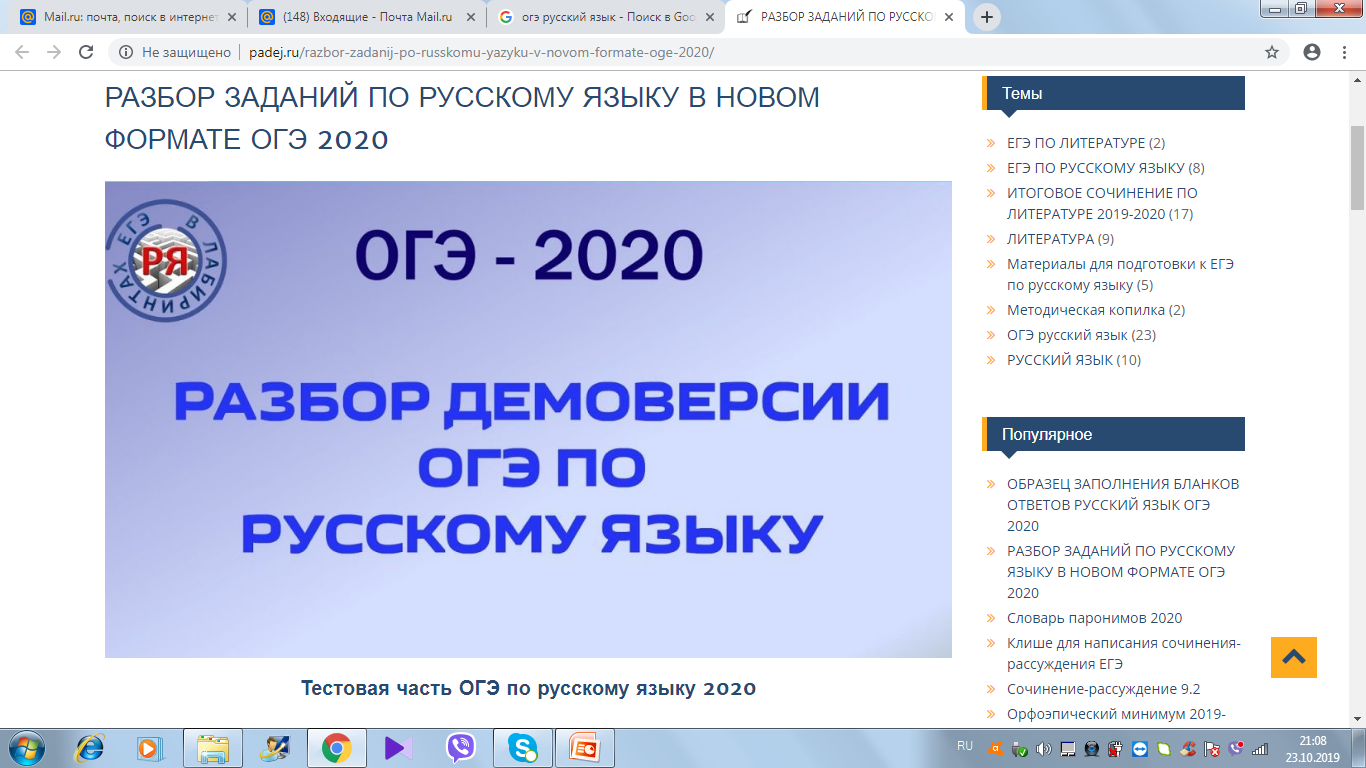 Mail.ru: почта, поиск в интернет
(148) Входящие - Почта Mail.ru
огэ русский язык - Поиск в Goo
РАЗБОР ЗАДАНИЙ ПО РУССКО
Не защищено
padej.ru/razbor-zadanij-po-russkomu-yazyku-v-novom-formate-oge-2020/
РАЗБОР ЗАДАНИЙ ПО РУССКОМУ ЯЗЫКУ В НОВОМ
ФОРМАТЕ ОГЭ 2020
ЕГЭ В ЛАБИРИНТАХ
РЯ
ОГЭ - 2020
РАЗБОР ДЕМОВЕРСИИ
ОГЭ ПО
РУССКОМУ ЯЗЫКУ
Тестовая часть ОГЭ по русскому языку 2020
Темы
ЕГЭ ПО ЛИТЕРАТУРЕ (2)
ЕГЭ ПО РУССКОМУ ЯЗЫКУ (8)
ИТОГОВОЕ СОЧИНЕНИЕ ПО
ЛИТЕРАТУРЕ 2019-2020 (17)
ЛИТЕРАТУРА (9)
Материалы для подготовки к ЕГЭ
по русскому языку (5)
Методическая копилка (2)
ОГЭ русский язык (23)
РУССКИЙ ЯЗЫК (10)
Популярное
ОБРАЗЕЦ ЗАПОЛНЕНИЯ БЛАНКОВ
ОТВЕТОВ РУССКИЙ ЯЗЫК ОГЭ
2020
РАЗБОР ЗАДАНИЙ ПО РУССКОМУ
ЯЗЫКУ В НОВОМ ФОРМАТЕ ОГЭ
2020
Словарь паронимов 2020
Клише для написания сочинения-
рассуждения ЕГЭ
Сочинение-рассуждение 9.2
Орфоэпический минимум 2019-
RU
21:08
23.10.2019